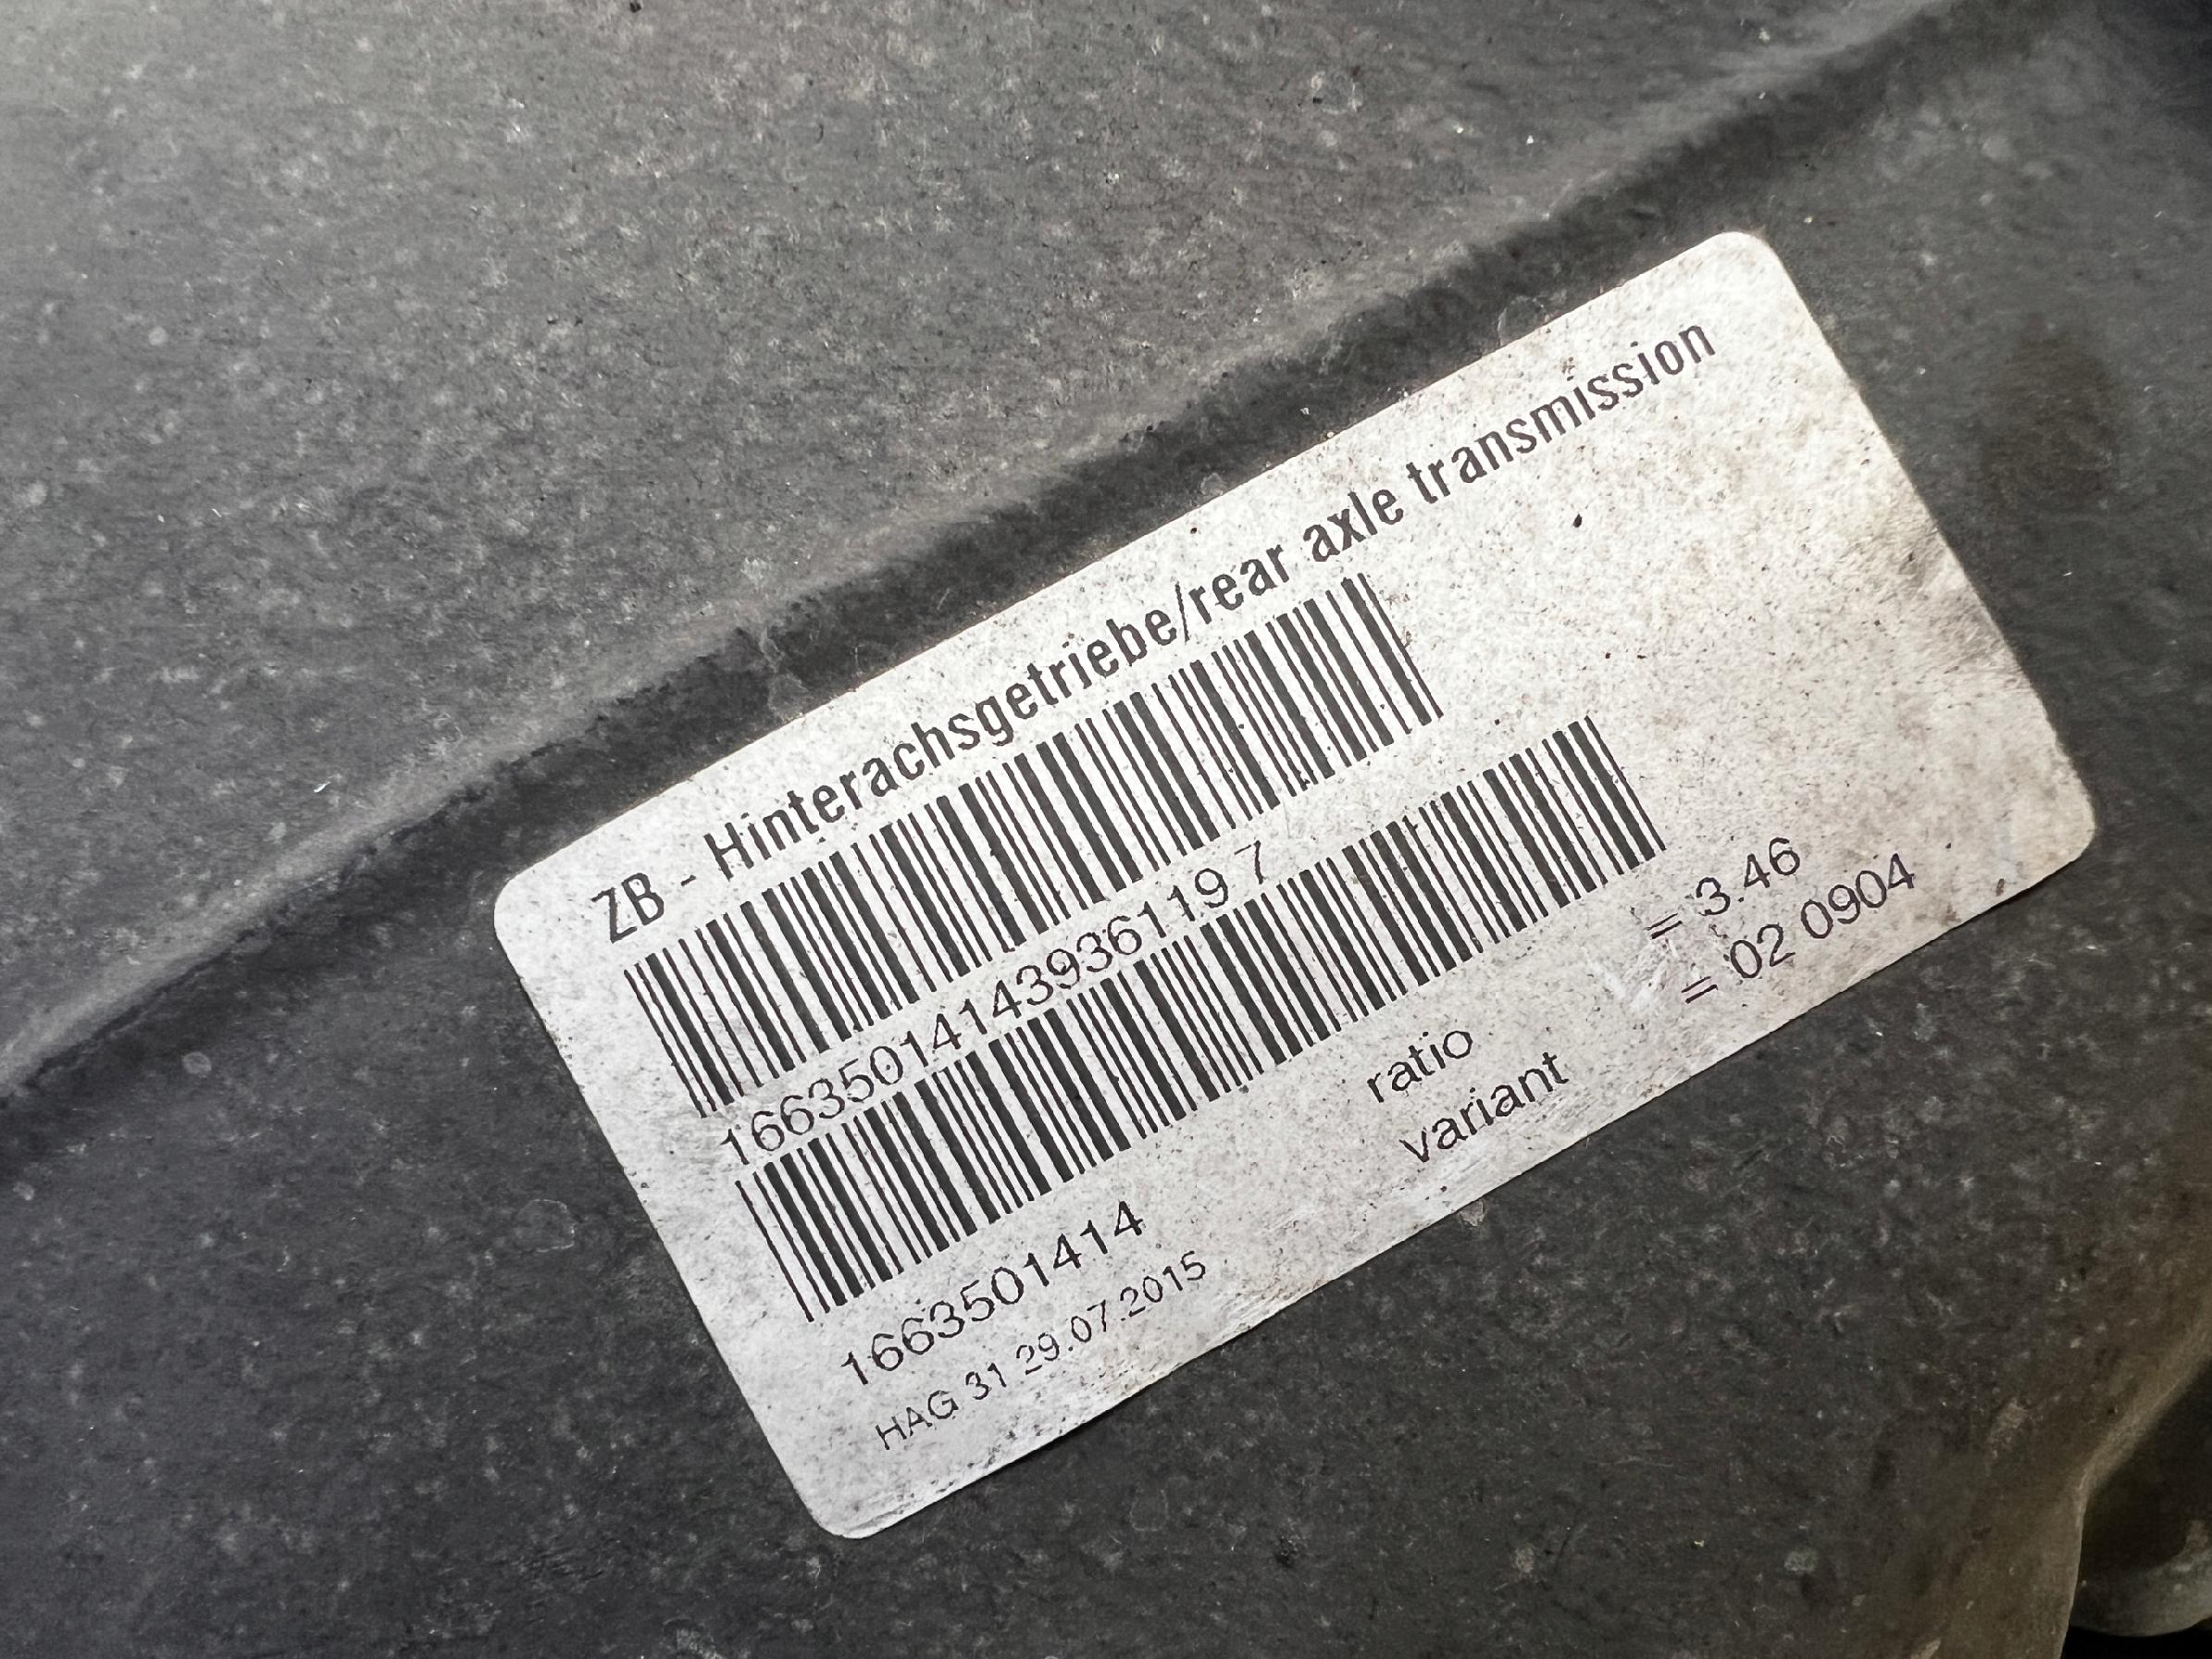 ZB - Hinterachsgetriebe/rear axle transmission
16635014143936119 7
1663501414
ratio = 3.46
variant = 02 0904
HAG 31 29.07.2015